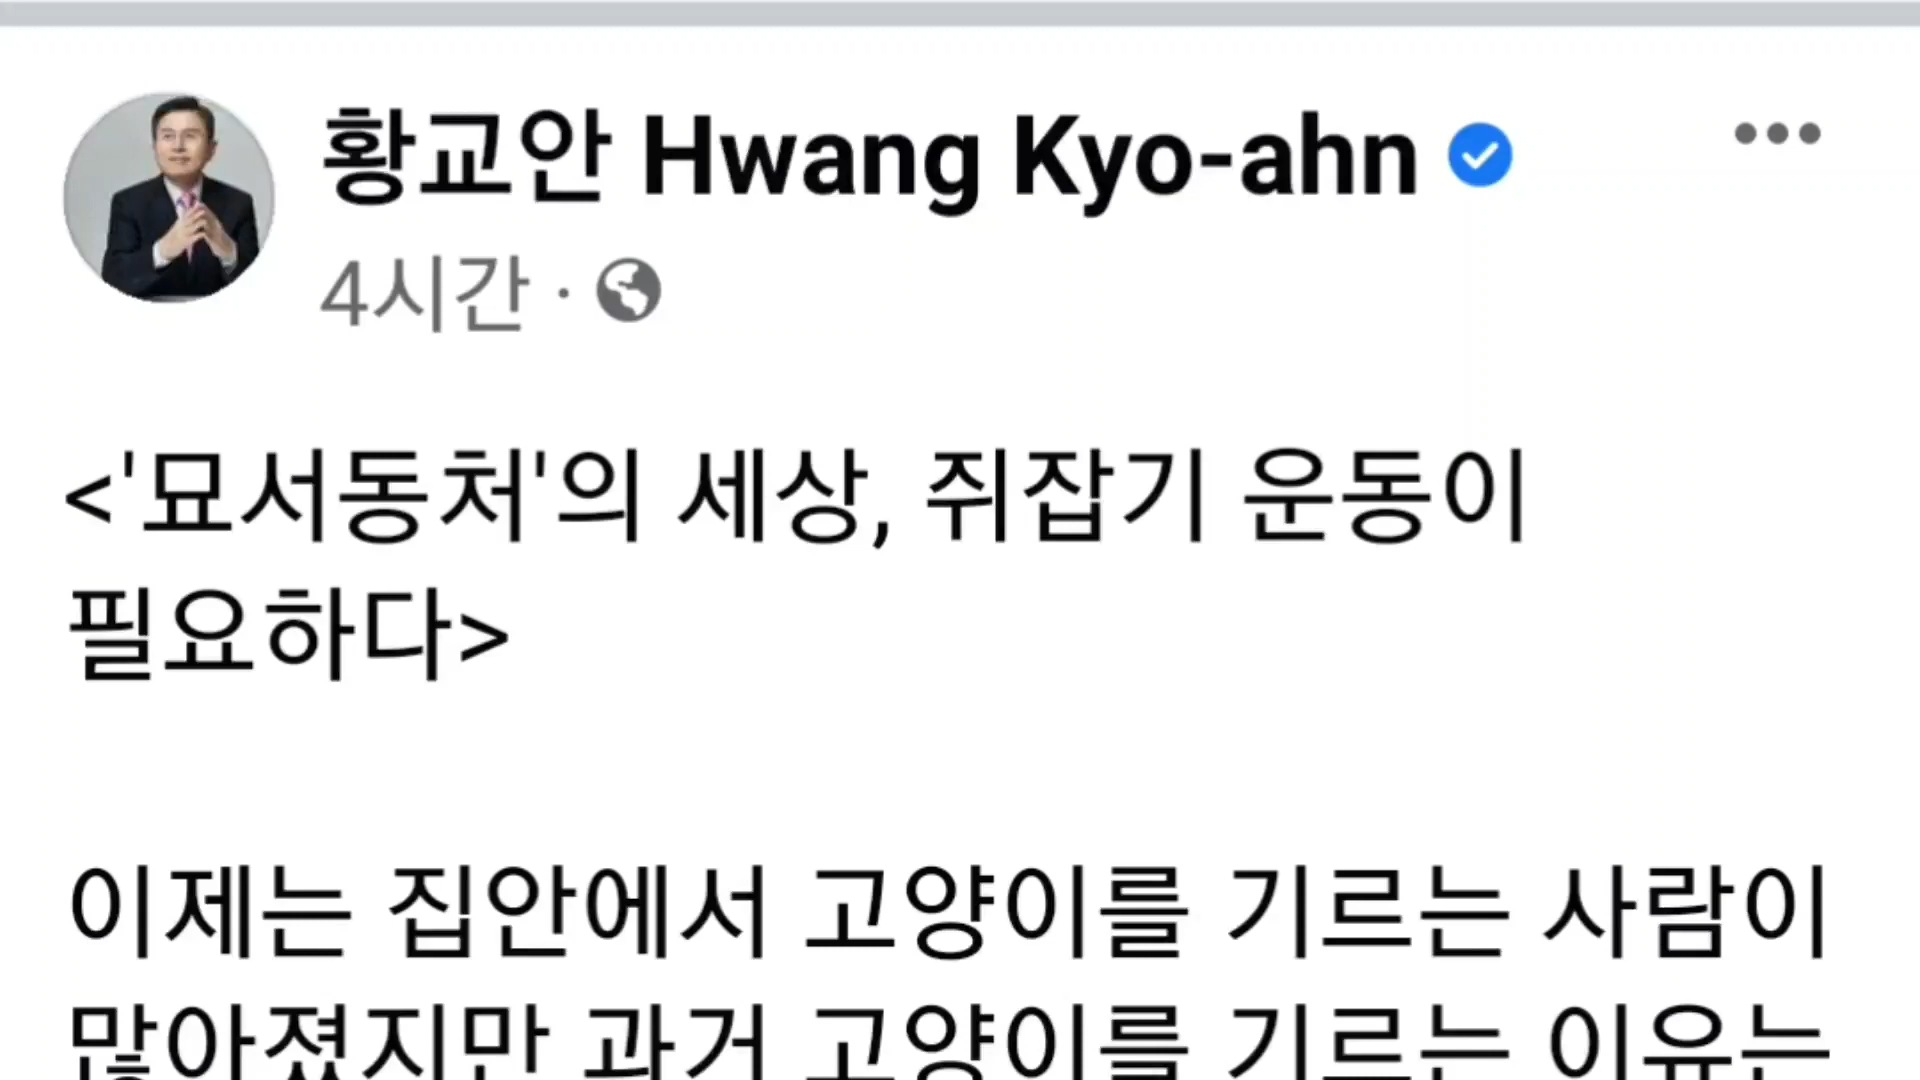 황교안 Hwang Kyo-ahn
4시간 ·
<'묘서동처'의 세상, 쥐잡기 운동이
필요하다>
이제는 집안에서 고양이를 기르는 사람이
많아졌지만 과거 고양이를 기르는 이유는